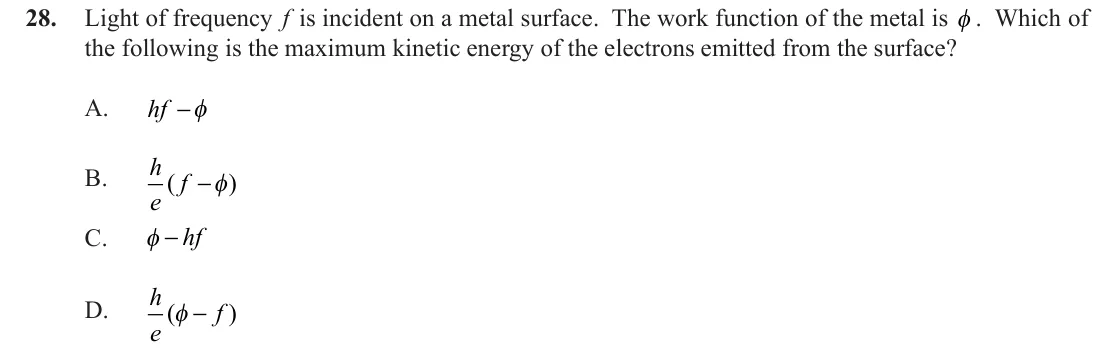 28. Light of frequency f is incident on a metal surface. The work function of the metal is ϕ. Which of
the following is the maximum kinetic energy of the electrons emitted from the surface?
A. hf − ϕ
B. h/e (f − ϕ)
C. ϕ − hf
D. h/e (ϕ − f)